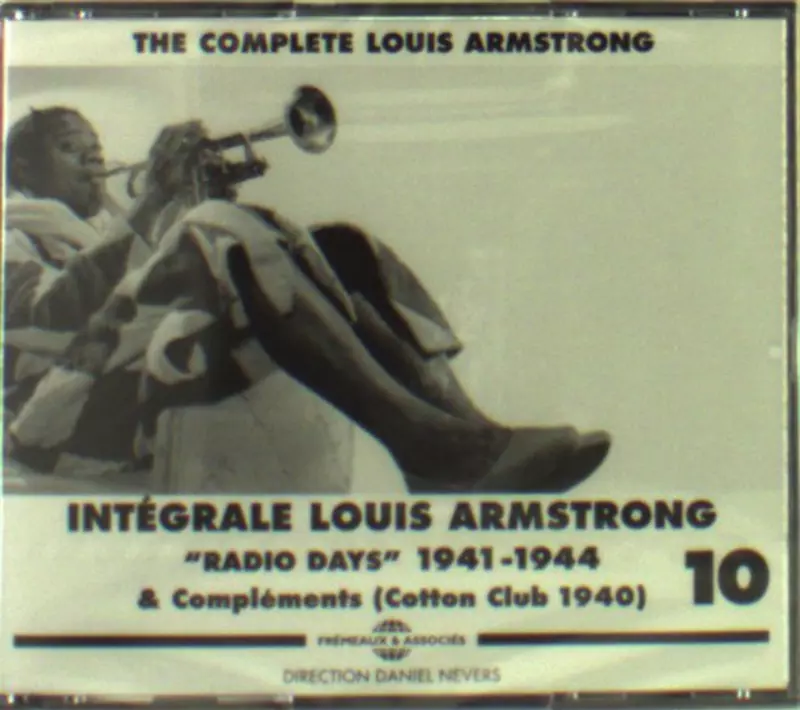 THE COMPLETE LOUIS ARMSTRONG
INTÉGRALE LOUIS ARMSTRONG
"RADIO DAYS" 1941-1944
& Compléments (Cotton Club 1940)
10
FRÉMEAUX & ASSOCIÉS
DIRECTION DANIEL NEVERS